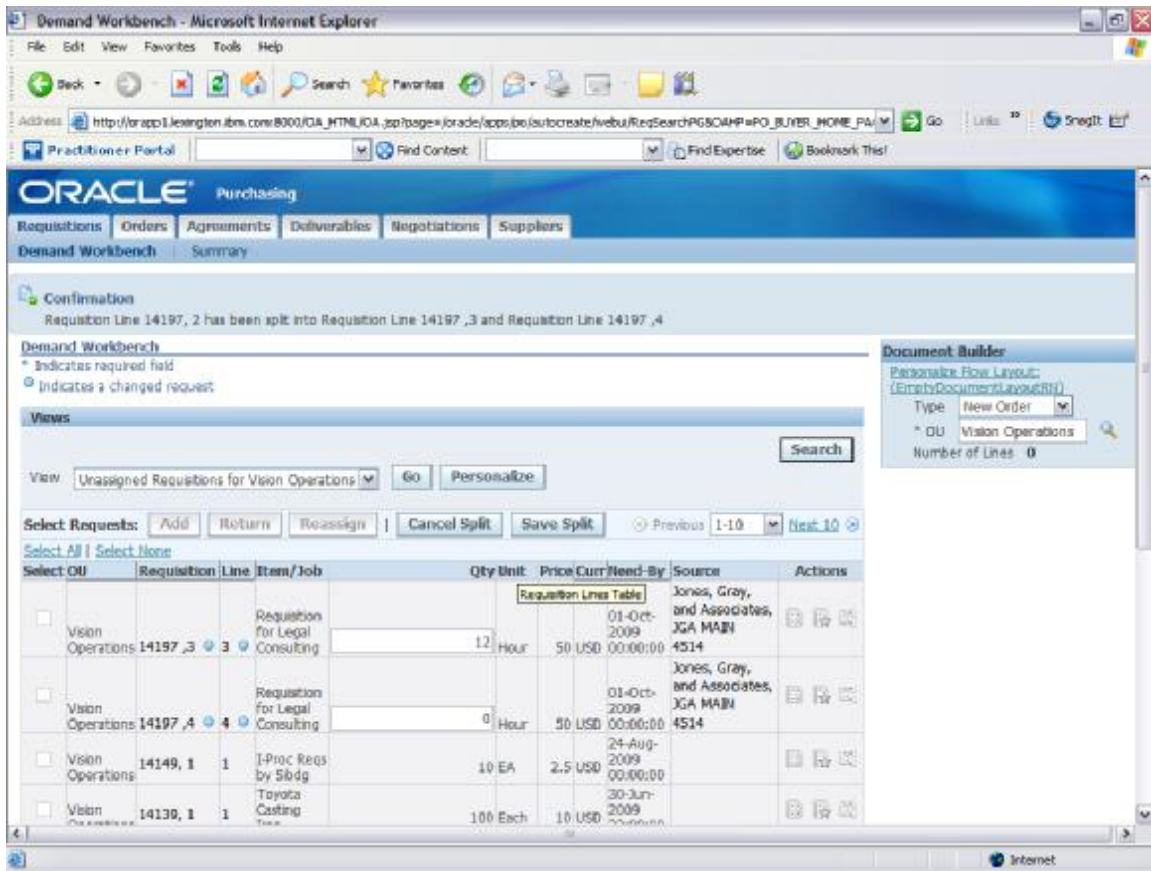 Demand Workbench - Microsoft Internet Explorer
File Edit View Favorites Tools Help
Back Search Favorites
Address http://orapp1.lexington.ibm.com:8000/OA_HTML/OA.jsp?page=/oracle/apps/po/autocreate/webui/ReqSearchPG&OAHP=PO_BUYER_HOME_PA Go Links » SnagIt
Practitioner Portal Find Content Find Expertise Bookmark This!
ORACLE Purchasing
Requisitions Orders Agreements Deliverables Negotiations Suppliers
Demand Workbench | Summary
Confirmation
Requisition Line 14197, 2 has been split into Requisition Line 14197 ,3 and Requisition Line 14197 ,4
Demand Workbench
* Indicates required field
Indicates a changed request
Document Builder
Personalize Flow Layout:
(EmptyDocumentLayoutRN)
Type New Order
* OU Vision Operations
Number of Lines 0
Views
Search
View Unassigned Requisitions for Vision Operations Go Personalize
Select Requests: Add Return Reassign | Cancel Split Save Split Previous 1-10 Next 10
Select All | Select None
Select OU Requisition Line Item/Job Qty Unit Price Curr Need-By Source Actions
Requisition Lines Table
Vision Operations 14197 ,3 3 Requisition for Legal Consulting 12 Hour 50 USD 01-Oct-2009 00:00:00 Jones, Gray, and Associates, JGA MAIN 4514
Vision Operations 14197 ,4 4 Requisition for Legal Consulting 0 Hour 50 USD 01-Oct-2009 00:00:00 Jones, Gray, and Associates, JGA MAIN 4514
Vision Operations 14149, 1 1 I-Proc Reqs by Sibdg 10 EA 2.5 USD 24-Aug-2009 00:00:00
Vision 14139, 1 1 Toyota Casting 100 Each 10 USD 30-Jun-2009
Internet